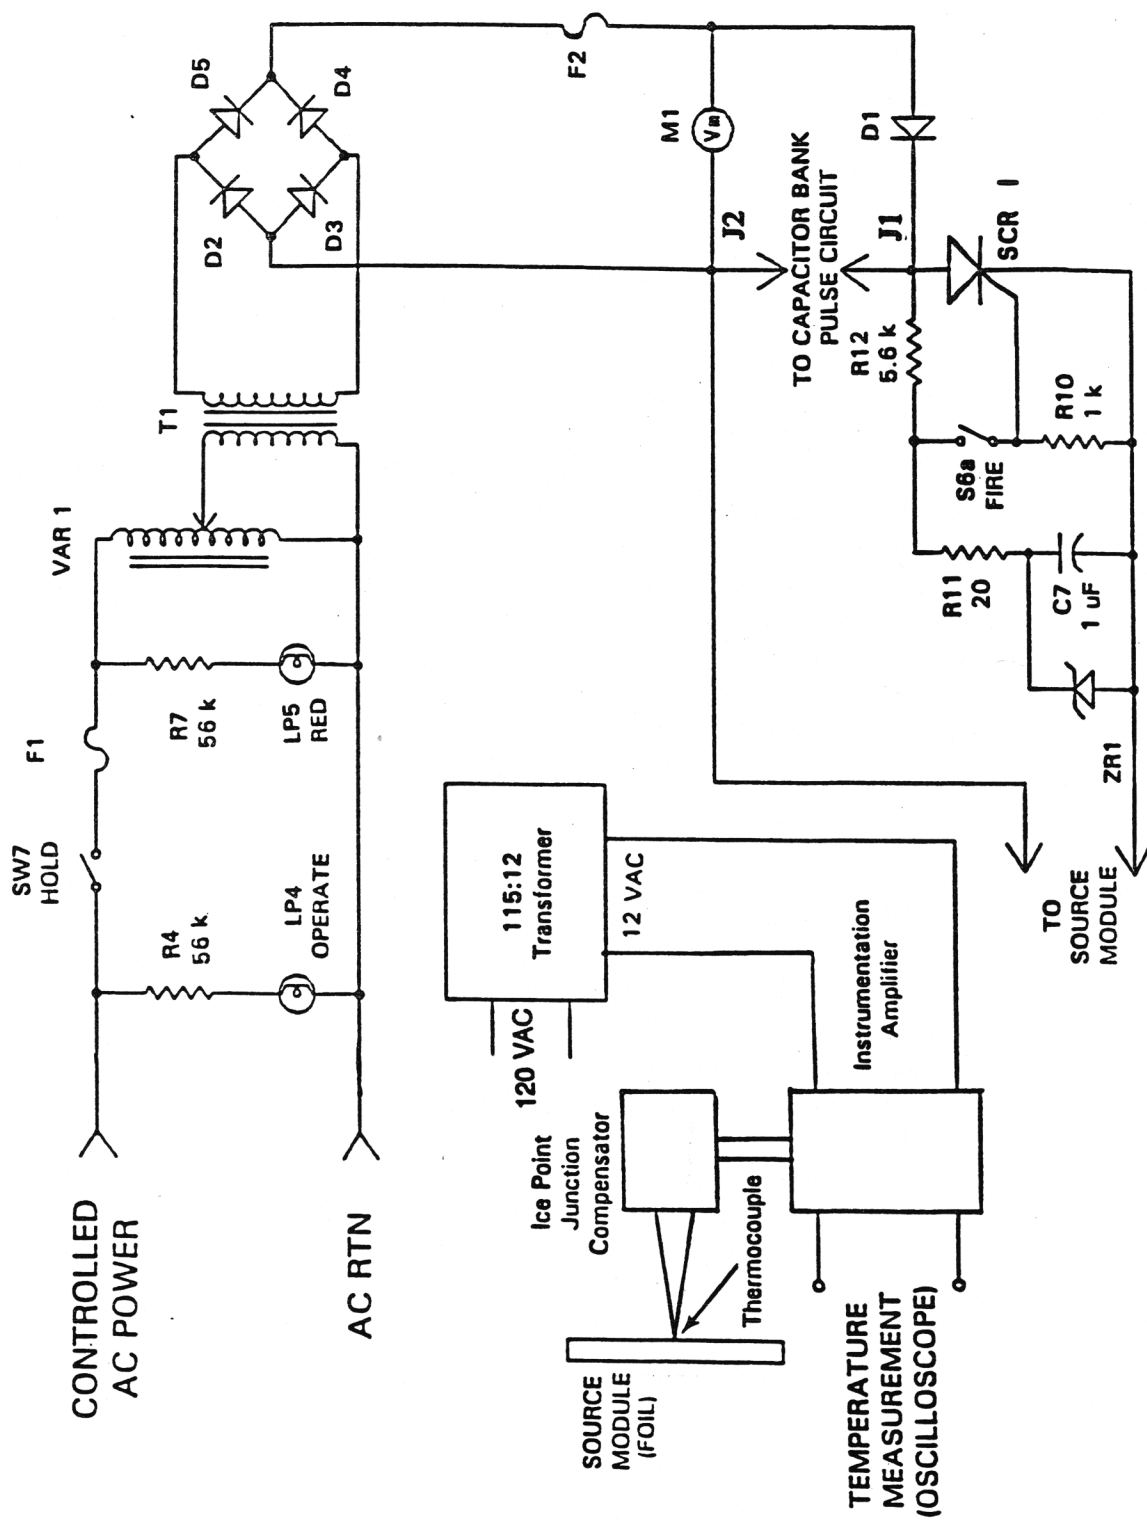 CONTROLLED
AC POWER
AC RTN
SW7
HOLD
F1
VAR 1
T1
D5
D4
D2
D3
F2
R4
56 k
LP4
OPERATE
R7
56 k
LP5
RED
M1
Vm
D1
J2
TO CAPACITOR BANK
PULSE CIRCUIT
J1
SCR I
R12
5.6 k
R10
1 k
S6a
FIRE
R11
20
C7
1 uF
ZR1
TO
SOURCE
MODULE
115:12
Transformer
12 VAC
120 VAC
Instrumentation
Amplifier
Ice Point
Junction
Compensator
Thermocouple
SOURCE
MODULE
(FOIL)
TEMPERATURE
MEASUREMENT
(OSCILLOSCOPE)